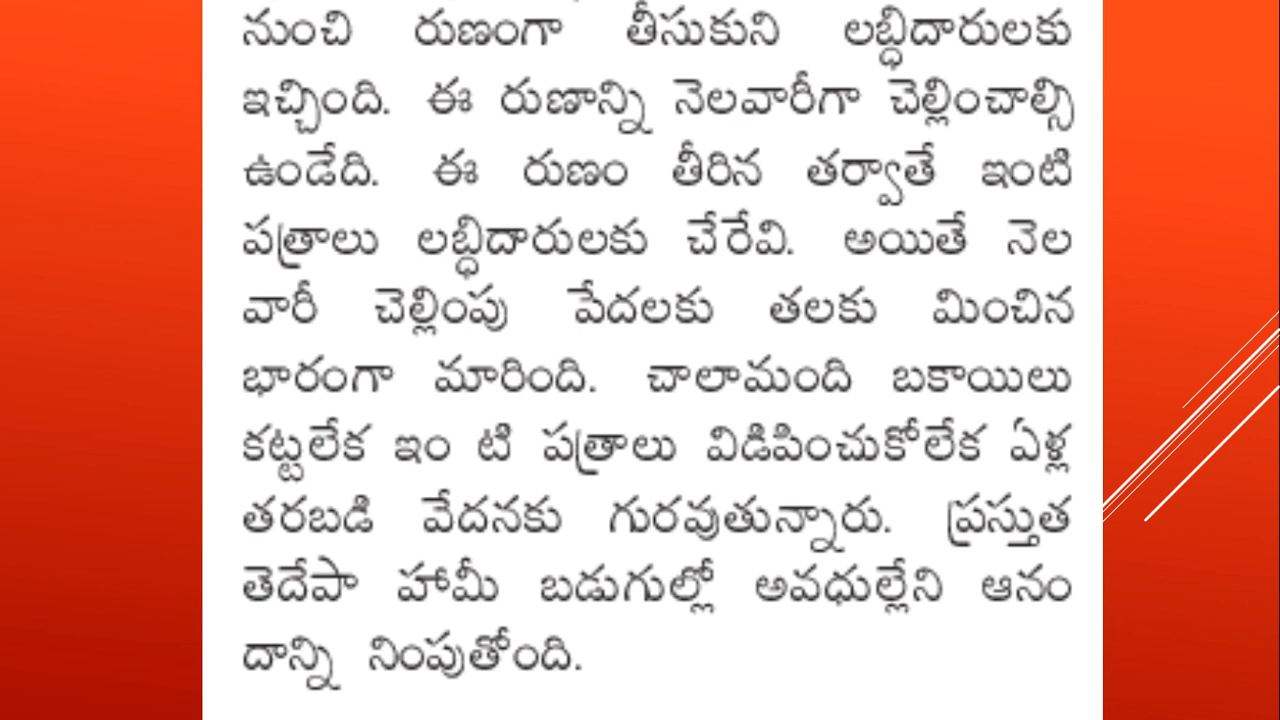 నుంచి రుణంగా తీసుకుని లబ్ధిదారులకు
ఇచ్చింది. ఈ రుణాన్ని నెలవారీగా చెల్లించాల్సి
ఉండేది. ఈ రుణం తీరిన తర్వాతే ఇంటి
పత్రాలు లబ్ధిదారులకు చేరేవి. అయితే నెల
వారీ చెల్లింపు పేదలకు తలకు మించిన
భారంగా మారింది. చాలామంది బకాయిలు
కట్టలేక ఇం టి పత్రాలు విడిపించుకోలేక ఏళ్ల
తరబడి వేదనకు గురవుతున్నారు. ప్రస్తుత
తెదేపా హామీ బడుగుల్లో అవధుల్లేని ఆనం
దాన్ని నింపుతోంది.